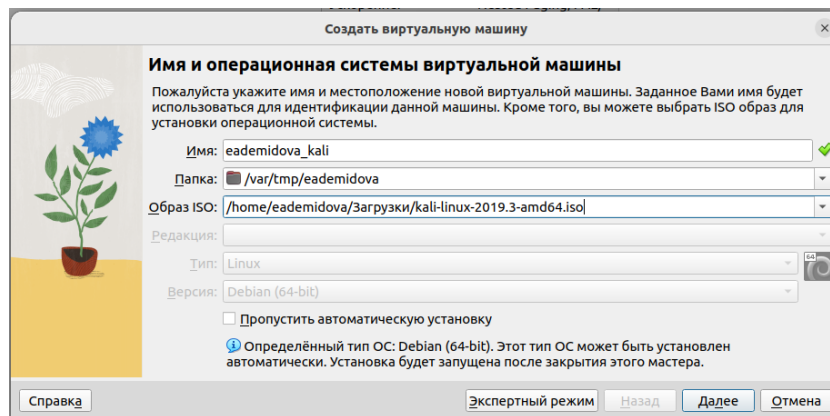 Создать виртуальную машину
Имя и операционная системы виртуальной машины
Пожалуйста укажите имя и местоположение новой виртуальной машины. Заданное Вами имя будет
использоваться для идентификации данной машины. Кроме того, вы можете выбрать ISO образ для
установки операционной системы.
Имя: eademidova_kali
Папка: /var/tmp/eademidova
Образ ISO: /home/eademidova/Загрузки/kali-linux-2019.3-amd64.iso
Редакция:
Тип: Linux
64
Версия: Debian (64-bit)
Пропустить автоматическую установку
Определённый тип ОС: Debian (64-bit). Этот тип ОС может быть установлен
автоматически. Установка будет запущена после закрытия этого мастера.
Справка Экспертный режим Назад Далее Отмена